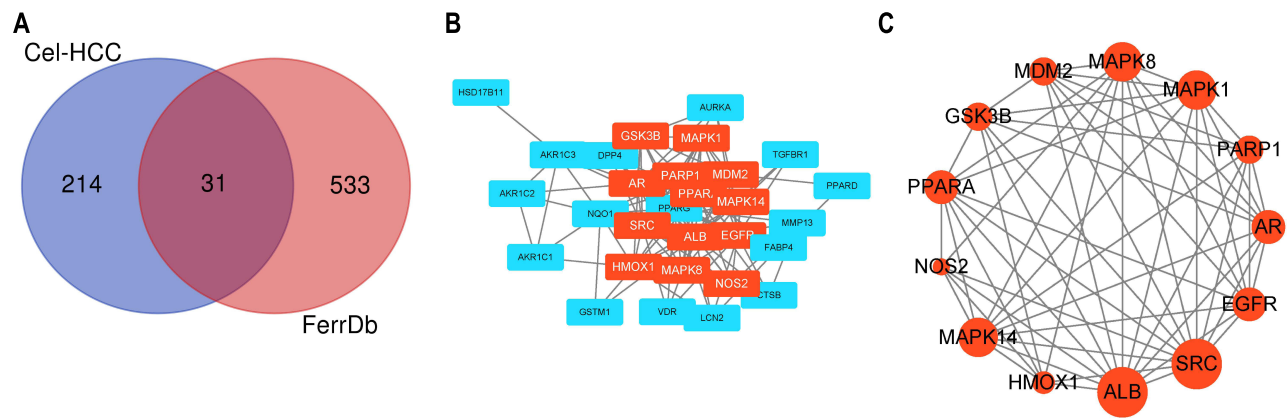 A
Cel-HCC
214
31
533
FerrDb
B
HSD17B11
AURKA
GSK3B
MAPK1
AKR1C3
DPP4
TGFBR1
PARP1
MDM2
AR
PPARA
PPARD
AKR1C2
MAPK14
NQO1
PPARG
MMP13
SRC
ALB
EGFR
FABP4
AKR1C1
HMOX1
MAPK8
NOS2
CTSB
GSTM1
VDR
LCN2
C
MAPK8
MDM2
MAPK1
GSK3B
PARP1
PPARA
AR
NOS2
EGFR
MAPK14
SRC
HMOX1
ALB